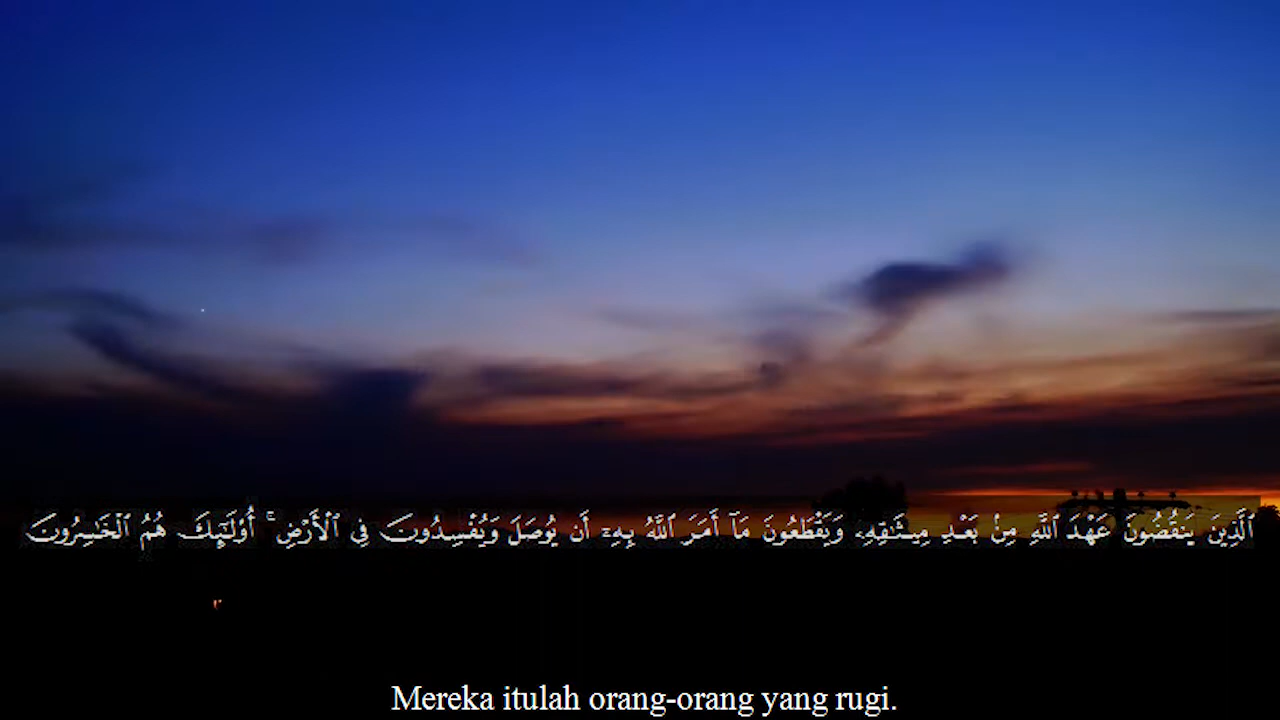 ٱلَّذِينَ يَنقُضُونَ عَهْدَ ٱللَّهِ مِنۢ بَعْدِ مِيثَـٰقِهِۦ وَيَقْطَعُونَ مَآ أَمَرَ ٱللَّهُ بِهِۦٓ أَن يُوصَلَ وَيُفْسِدُونَ فِى ٱلْأَرْضِ ۚ أُو۟لَـٰٓئِكَ هُمُ ٱلْخَـٰسِرُونَ
Mereka itulah orang-orang yang rugi.